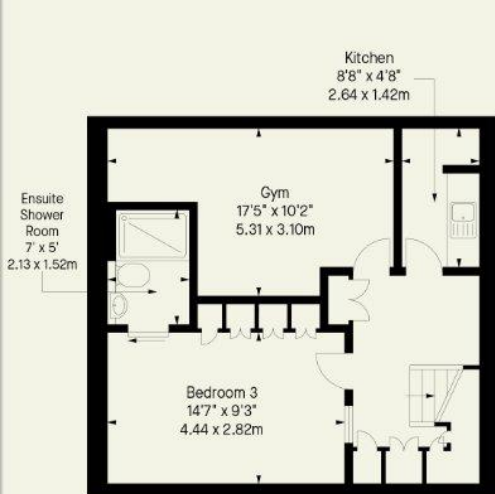 Kitchen
8'8" x 4'8"
2.64 x 1.42m
Gym
17'5" x 10'2"
5.31 x 3.10m
Ensuite
Shower
Room
7' x 5'
2.13 x 1.52m
Bedroom 3
14'7" x 9'3"
4.44 x 2.82m